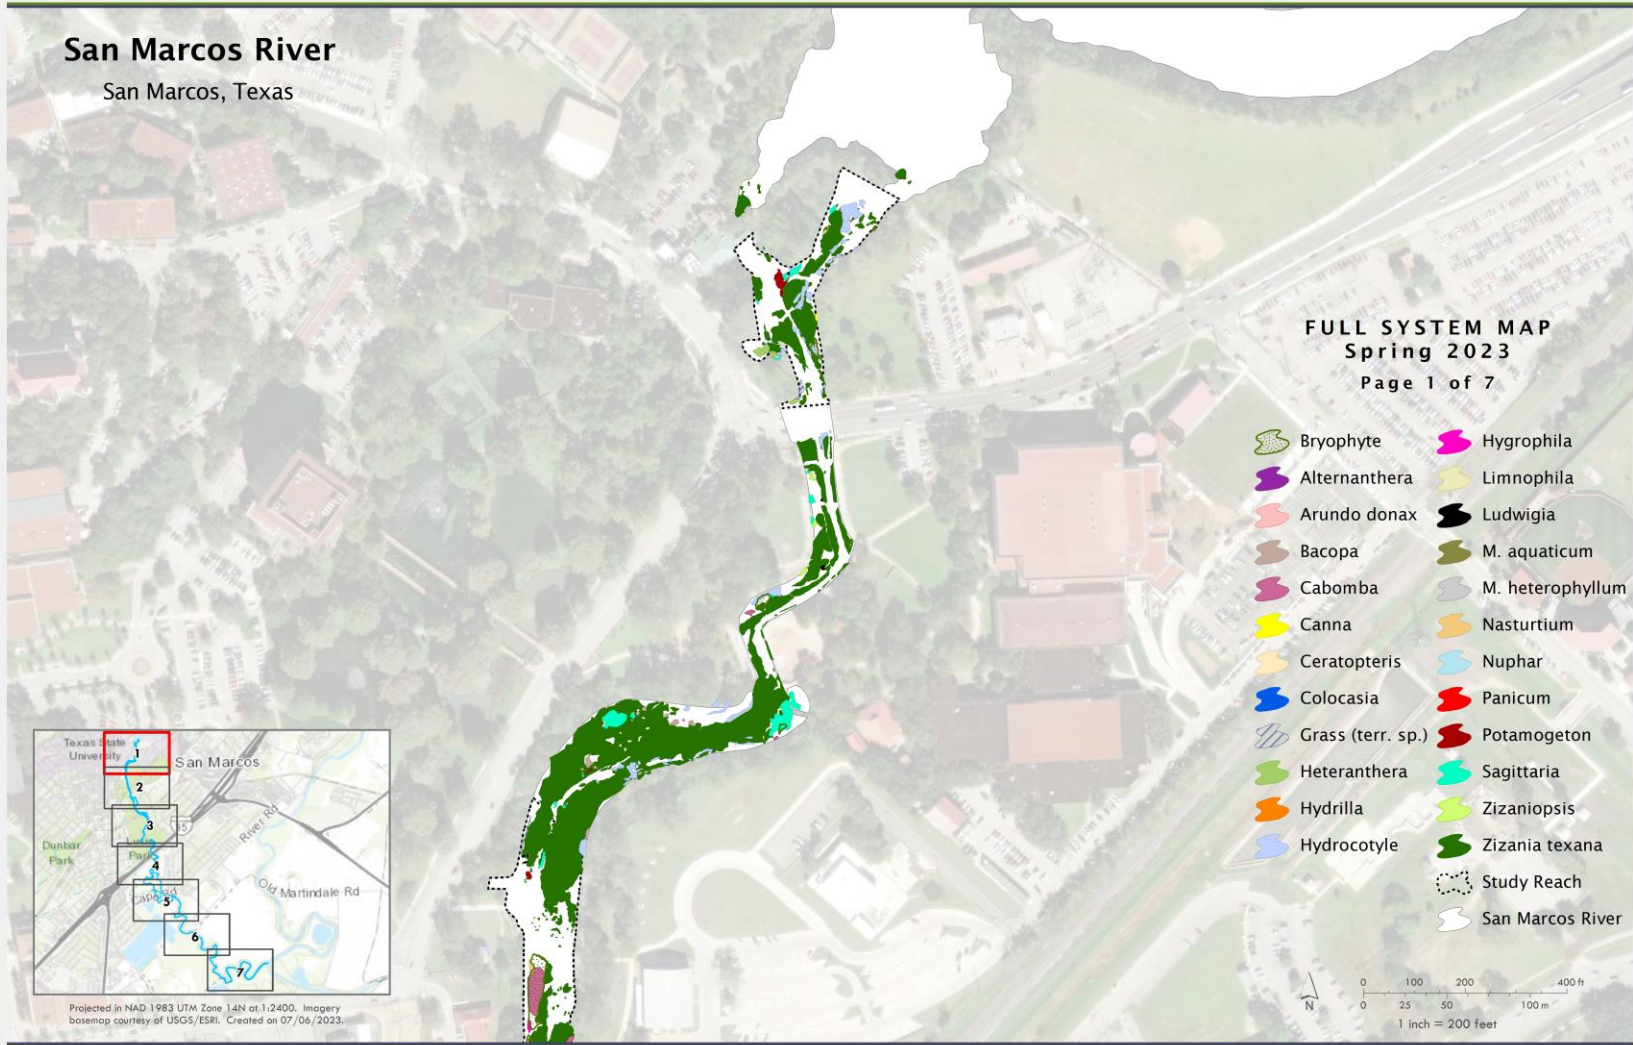 San Marcos River
San Marcos, Texas
FULL SYSTEM MAP
Spring 2023
Page 1 of 7
Bryophyte
Alternanthera
Arundo donax
Bacopa
Cabomba
Canna
Ceratopteris
Colocasia
Grass (terr. sp.)
Heteranthera
Hydrilla
Hydrocotyle
Hygrophila
Limnophila
Ludwigia
M. aquaticum
M. heterophyllum
Nasturtium
Nuphar
Panicum
Potamogeton
Sagittaria
Zizaniopsis
Zizania texana
Study Reach
San Marcos River
Texas State
University
San Marcos
1
2
3
4
5
6
7
35
River Rd
Dunbar
Park
Park
Old Martindale Rd
Projected in NAD 1983 UTM Zone 14N at 1:2400. Imagery
basemap courtesy of USGS/ESRI. Created on 07/06/2023.
N
0 100 200 400 ft
0 25 50 100 m
1 inch = 200 feet